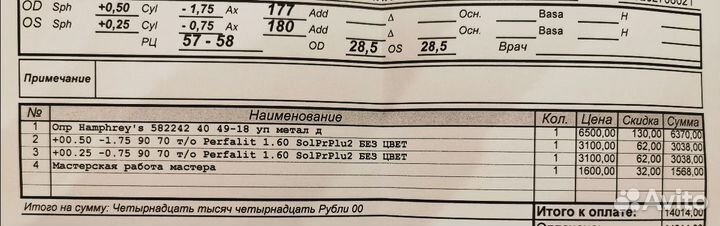 OD Sph +0,50 Cyl - 1,75 Ax 177 Add Δ Осн. Basa Н
OS Sph +0,25 Cyl - 0,75 Ax 180 Add Δ Осн. Basa Н
РЦ 57 - 58 OD 28,5 OS 28,5 Врач
Примечание
№ Наименование Кол. Цена Скидка Сумма
1 Опр Hamphrey's 582242 40 49-18 уп метал д 1 6500,00 130,00 6370,00
2 +00.50 -1.75 90 70 т/о Perfalit 1.60 SolPrPlu2 БЕЗ ЦВЕТ 1 3100,00 62,00 3038,00
3 +00.25 -0.75 90 70 т/о Perfalit 1.60 SolPrPlu2 БЕЗ ЦВЕТ 1 3100,00 62,00 3038,00
4 Мастерская работа мастера 1 1600,00 32,00 1568,00
Итого на сумму: Четырнадцать тысяч четырнадцать Рубли 00 Итого к оплате: 14014,00
Avito